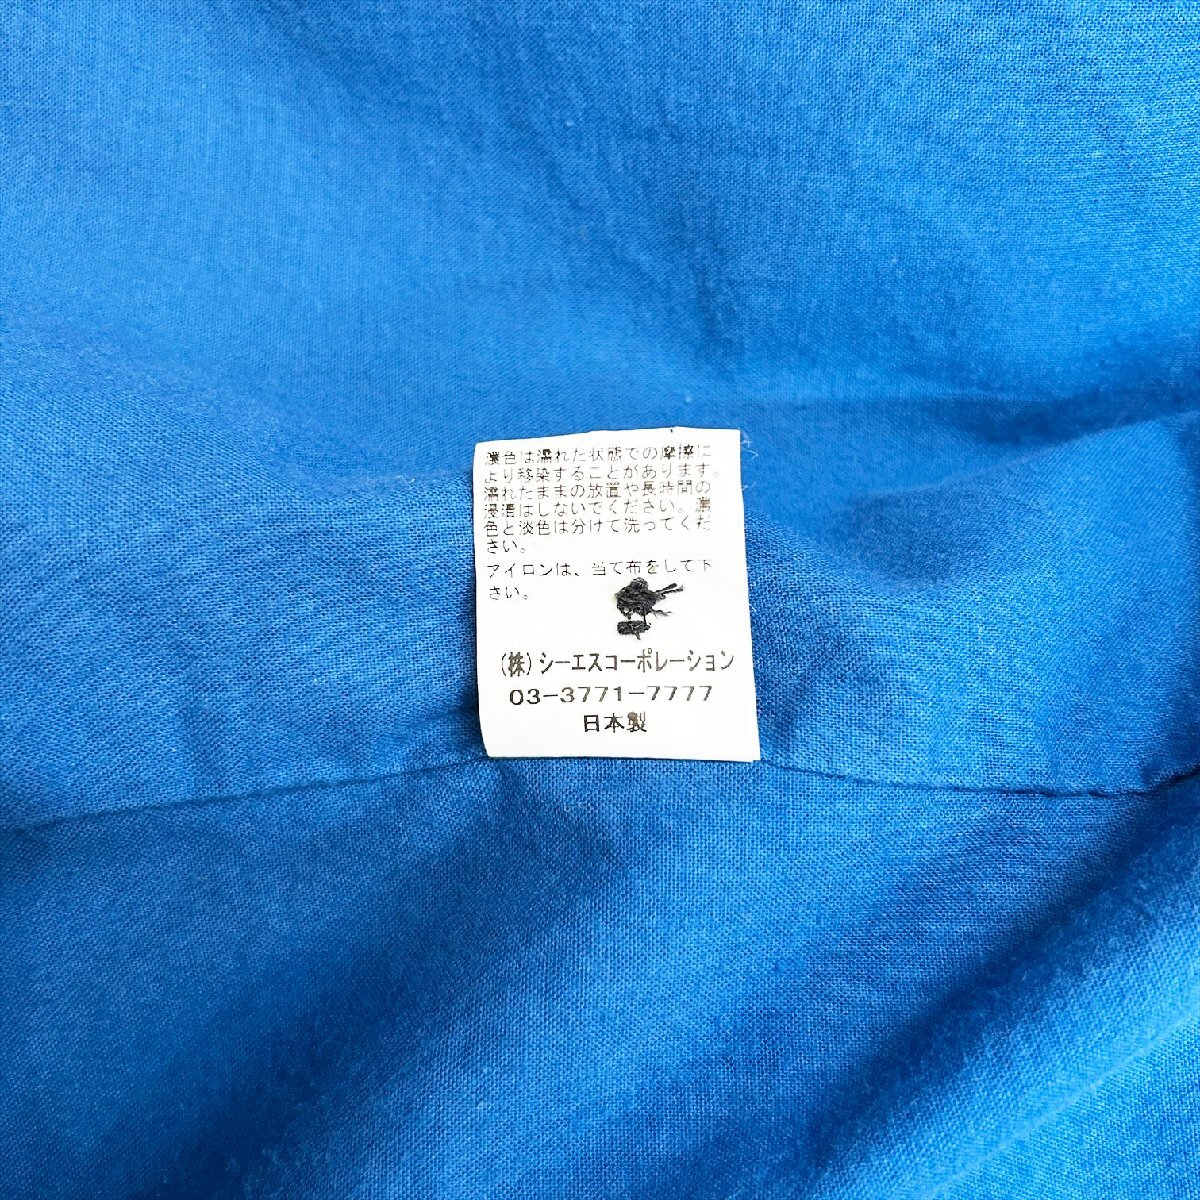 濃色は濡れた状態での摩擦に
より移染することがあります。
濡れたままの放置や長時間の
浸漬はしないでください。濃
色と淡色は分けて洗ってくだ
さい。
アイロンは、当て布をして下
さい。
(株)シーエスコーポレーション
03-3771-7777
日本製